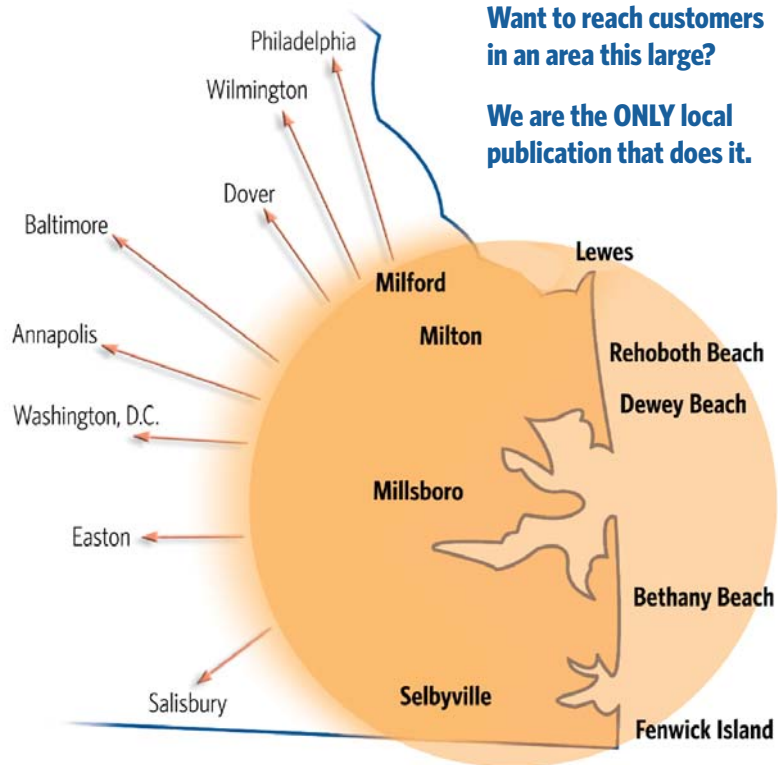 Want to reach customers
in an area this large?
We are the ONLY local
publication that does it.
Philadelphia
Wilmington
Dover
Baltimore
Annapolis
Washington, D.C.
Easton
Salisbury
Lewes
Milford
Milton
Rehoboth Beach
Dewey Beach
Millsboro
Bethany Beach
Selbyville
Fenwick Island